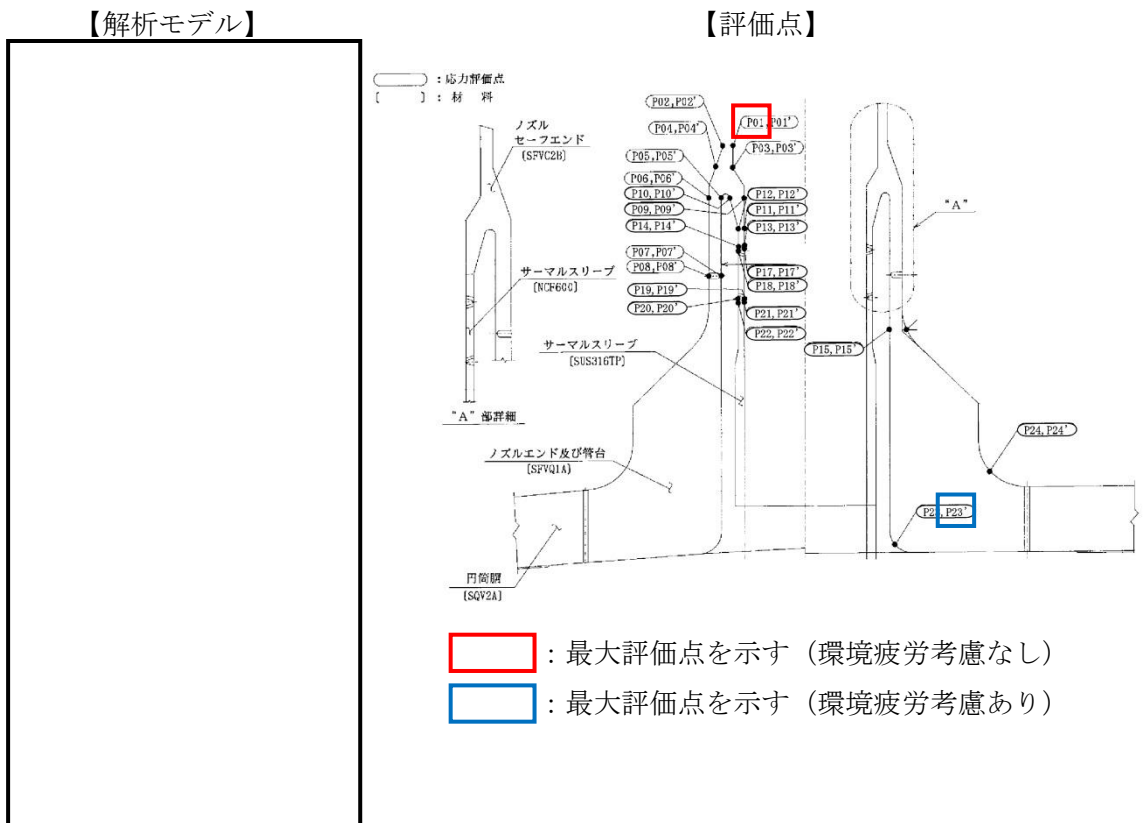 【解析モデル】
【評価点】
: 応力評価点
[ ] : 材 料
ノズル
セーフエンド
[SFVC2B]
サーマルスリーブ
[NCF600]
"A" 部詳細
P02,P02'
P01,P01'
P04,P04'
P03,P03'
P05,P05'
P06,P06'
P10,P10'
P12,P12'
P09,P09'
P11,P11'
P14,P14'
P13,P13'
P07,P07'
P08,P08'
P17,P17'
P18,P18'
P19,P19'
P20,P20'
P21,P21'
P22,P22'
"A"
P15,P15'
サーマルスリーブ
[SUS316TP]
P24,P24'
ノズルエンド及び管台
[SFVQ1A]
P23,P23'
円筒胴
[SQV2A]
: 最大評価点を示す（環境疲労考慮なし）
: 最大評価点を示す（環境疲労考慮あり）